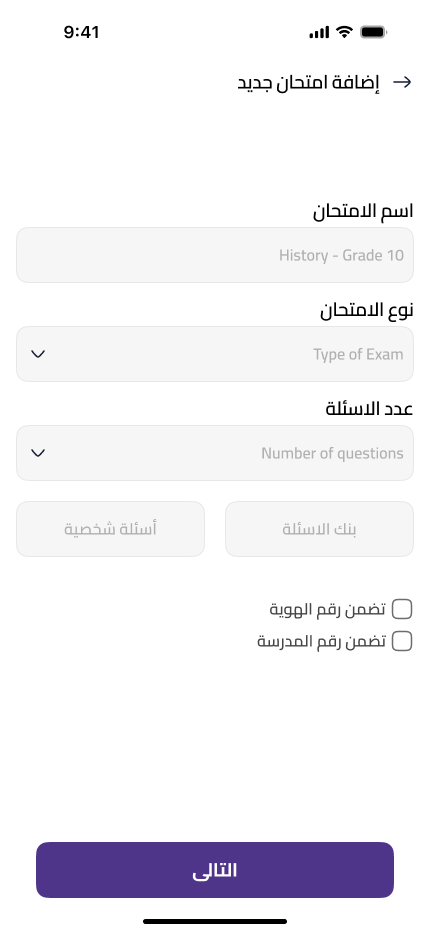 9:41
إضافة امتحان جديد
اسم الامتحان
History - Grade 10
نوع الامتحان
Type of Exam
عدد الاسئلة
Number of questions
بنك الاسئلة
أسئلة شخصية
تضمن رقم الهوية
تضمن رقم المدرسة
التالى